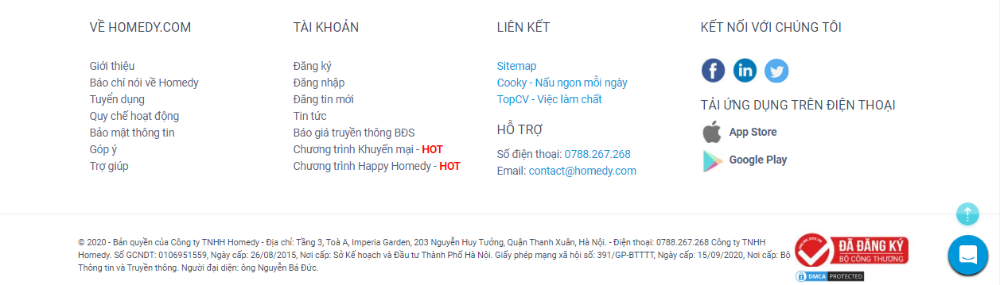 VỀ HOMEDY.COM
Giới thiệu
Báo chí nói về Homedy
Tuyển dụng
Quy chế hoạt động
Bảo mật thông tin
Góp ý
Trợ giúp
TÀI KHOẢN
Đăng ký
Đăng nhập
Đăng tin mới
Tin tức
Báo giá truyền thông BĐS
Chương trình Khuyến mại - HOT
Chương trình Happy Homedy - HOT
LIÊN KẾT
Sitemap
Cooky - Nấu ngon mỗi ngày
TopCV - Việc làm chất
HỖ TRỢ
Số điện thoại: 0788.267.268
Email: contact@homedy.com
KẾT NỐI VỚI CHÚNG TÔI
TẢI ỨNG DỤNG TRÊN ĐIỆN THOẠI
App Store
Google Play
© 2020 - Bản quyền của Công ty TNHH Homedy - Địa chỉ: Tầng 3, Toà A, Imperia Garden, 203 Nguyễn Huy Tưởng, Quận Thanh Xuân, Hà Nội. - Điện thoại: 0788.267.268 Công ty TNHH
Homedy. Số GCNDT: 0106951559, Ngày cấp: 26/08/2015, Nơi cấp: Sở Kế hoạch và Đầu tư Thành Phố Hà Nội. Giấy phép mạng xã hội số: 391/GP-BTTTT, Ngày cấp: 15/09/2020, Nơi cấp: Bộ
Thông tin và Truyền thông. Người đại diện: ông Nguyễn Bá Đức.
ĐÃ ĐĂNG KÝ
BỘ CÔNG THƯƠNG
DMCA PROTECTED